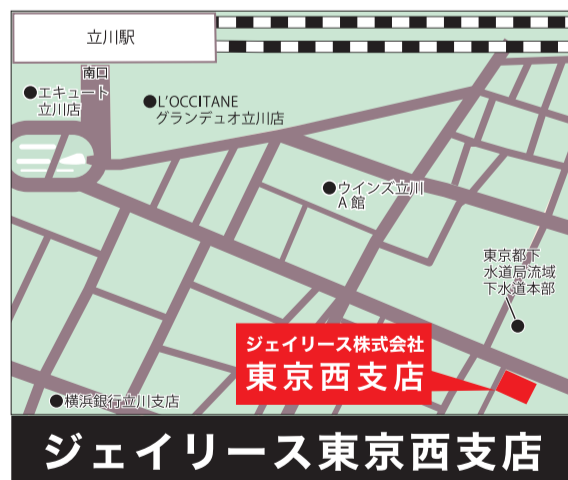 立川駅
南口
エキュート
立川店
L'OCCITANE
グランデュオ立川店
ウインズ立川
A館
東京都下
水道局流域
下水道本部
ジェイリース株式会社
東京西支店
横浜銀行立川支店
ジェイリース東京西支店